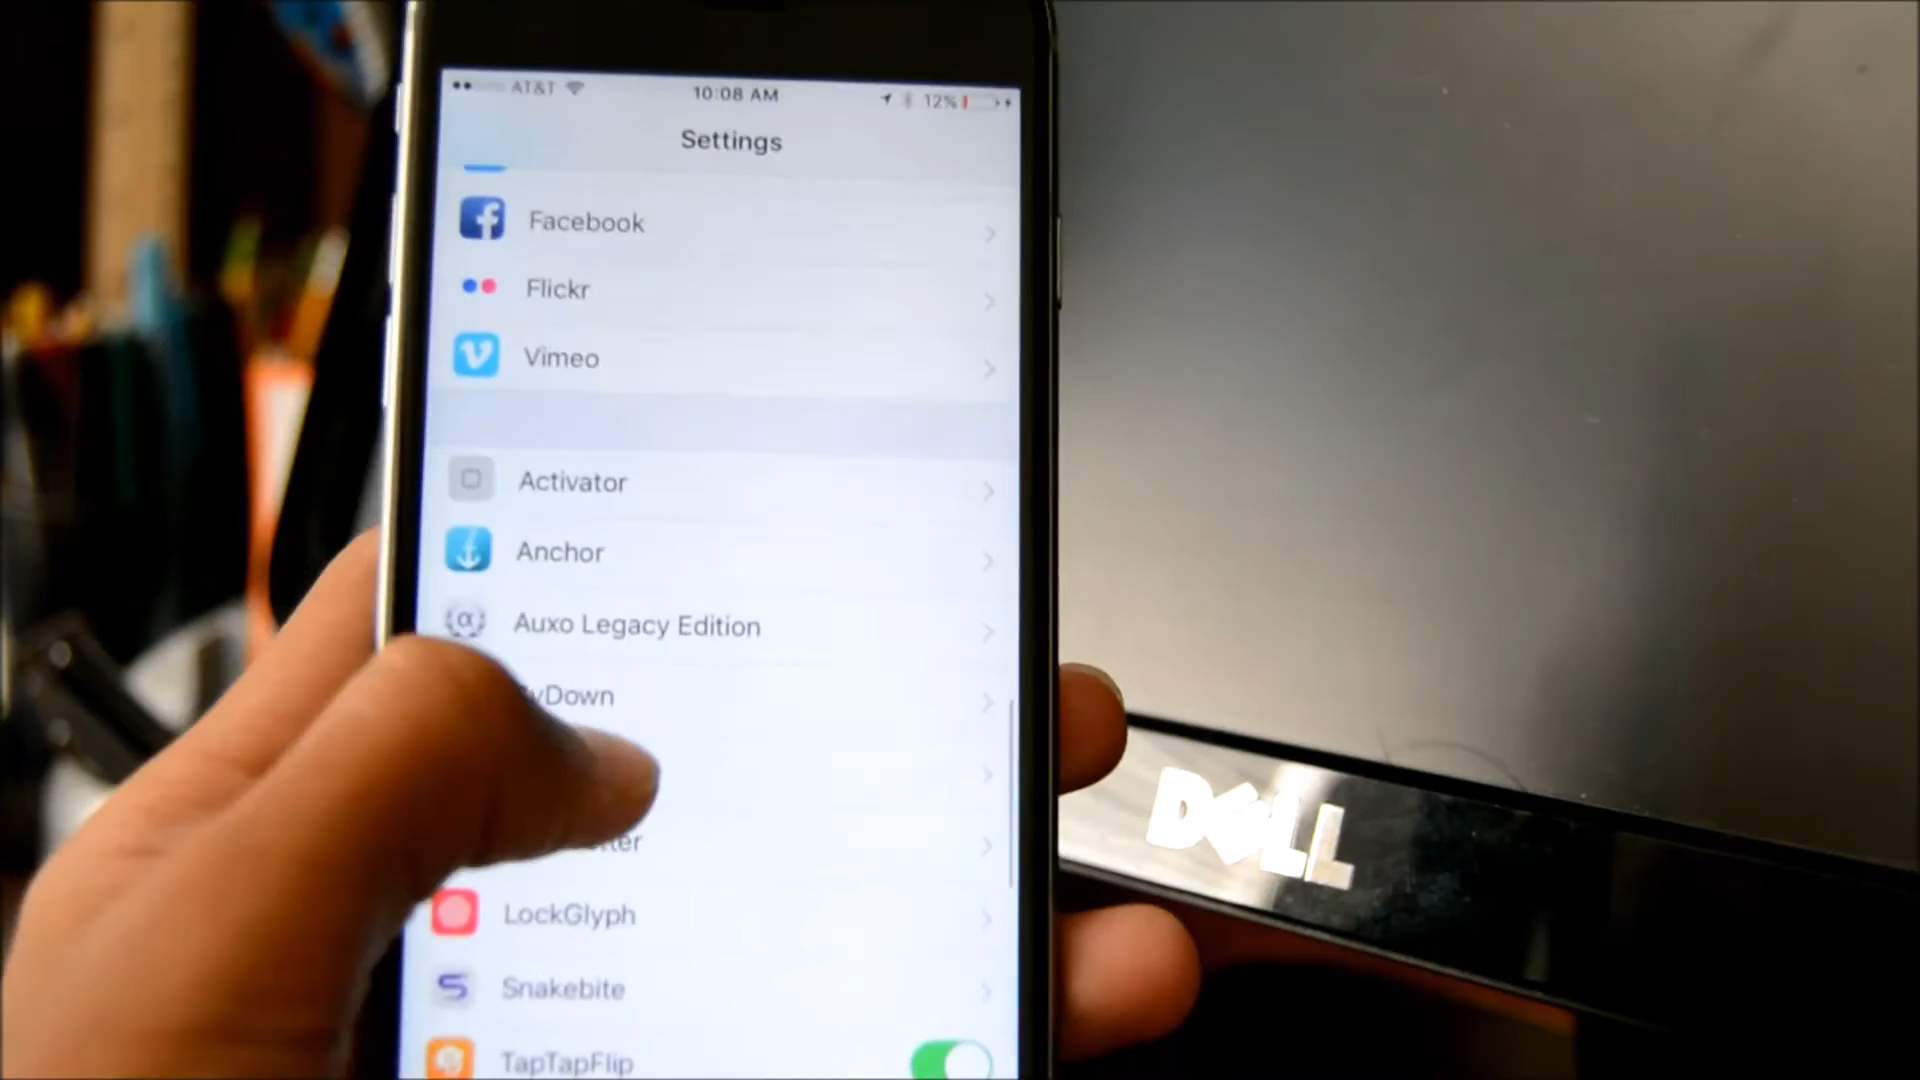 AT&T 10:08 AM 12%
Settings
Facebook
Flickr
Vimeo
Activator
Anchor
Auxo Legacy Edition
LockGlyph
Snakebite
TapTapFlip
DELL